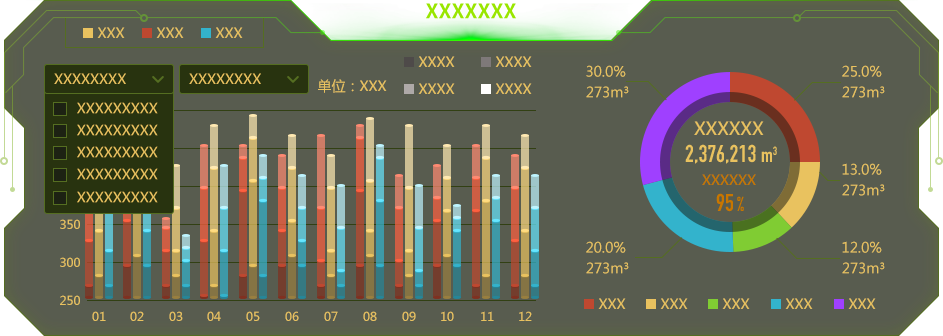 XXXXXXX
XXX XXX XXX
XXXXXXXX XXXXXXXX 单位：XXX
XXXX XXXX
XXXX XXXX
XXXXXXXXX
XXXXXXXXX
XXXXXXXXX
XXXXXXXXX
XXXXXXXXX
350
300
250
01 02 03 04 05 06 07 08 09 10 11 12
30.0%
273m³
25.0%
273m³
XXXXXX
2,376,213 m³
XXXXXX
95%
13.0%
273m³
20.0%
273m³
12.0%
273m³
XXX XXX XXX XXX XXX